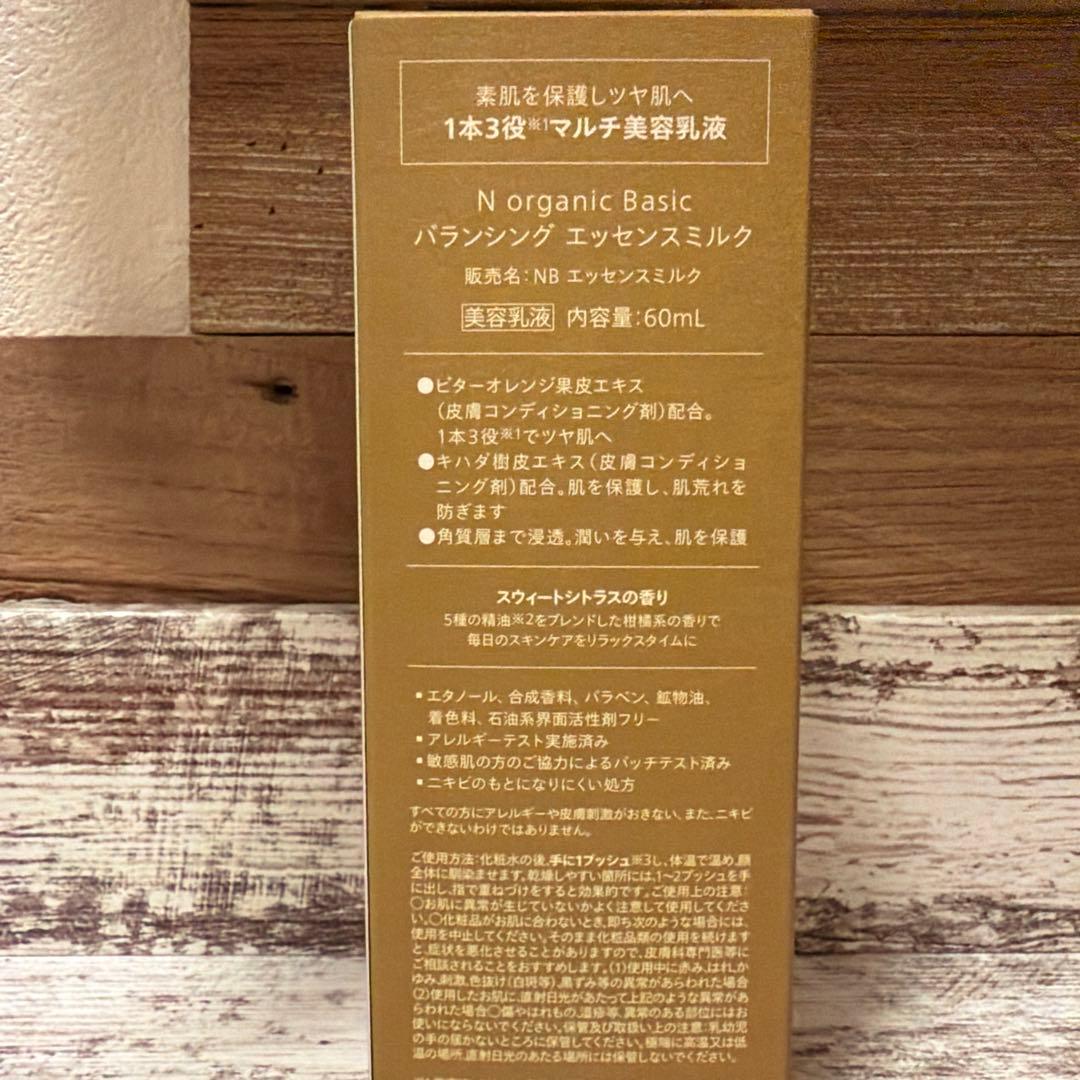 素肌を保護しツヤ肌へ
1本3役※1マルチ美容乳液
N organic Basic
バランシング エッセンスミルク
販売名:NB エッセンスミルク
美容乳液 内容量:60mL
●ビターオレンジ果皮エキス
(皮膚コンディショニング剤)配合。
1本3役※1でツヤ肌へ
●キハダ樹皮エキス(皮膚コンディショ
ニング剤)配合。肌を保護し、肌荒れを
防ぎます
●角質層まで浸透。潤いを与え、肌を保護
スウィートシトラスの香り
5種の精油※2をブレンドした柑橘系の香りで
毎日のスキンケアをリラックスタイムに
▪エタノール、合成香料、パラベン、鉱物油、
着色料、石油系界面活性剤フリー
▪アレルギーテスト実施済み
▪敏感肌の方のご協力によるパッチテスト済み
▪ニキビのもとになりにくい処方
すべての方にアレルギーや皮膚刺激がおきない、また、ニキビ
ができないわけではありません。
ご使用方法:化粧水の後、手に1プッシュ※3し、体温で温め、顔
全体に馴染ませます。乾燥しやすい箇所には、1~2プッシュを手
に出し、指で重ねづけをすると効果的です。ご使用上の注意:
○お肌に異常が生じていないかよく注意して使用してくださ
い。○化粧品がお肌に合わないとき、即ち次のような場合には、
使用を中止してください。そのまま化粧品類の使用を続けます
と、症状を悪化させることがありますので、皮膚科専門医等に
ご相談されることをおすすめします。(1)使用中に赤み、はれ、か
ゆみ、刺激、色抜け(白斑等)、黒ずみ等の異常があらわれた場合
(2)使用したお肌に、直射日光があたって上記のような異常があ
らわれた場合○傷やはれもの、湿疹等、異常のある部位にはお
使いにならないでください。保管及び取扱い上の注意:乳幼児
の手の届かないところに保管してください。極端に高温又は低
温の場所、直射日光のあたる場所には保管しないでください。